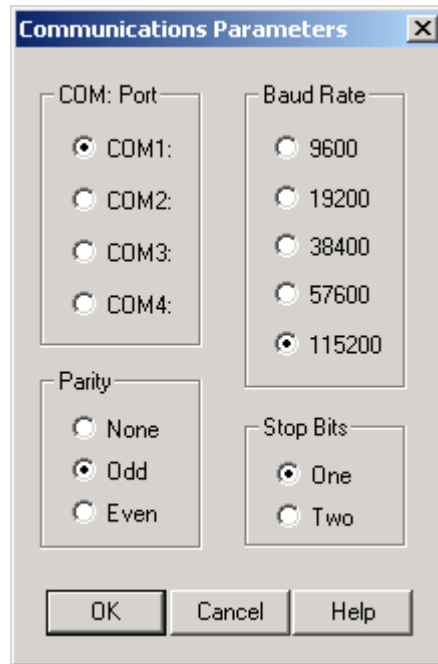 Communications Parameters
COM: Port
COM1:
COM2:
COM3:
COM4:
Baud Rate
9600
19200
38400
57600
115200
Parity
None
Odd
Even
Stop Bits
One
Two
OK
Cancel
Help